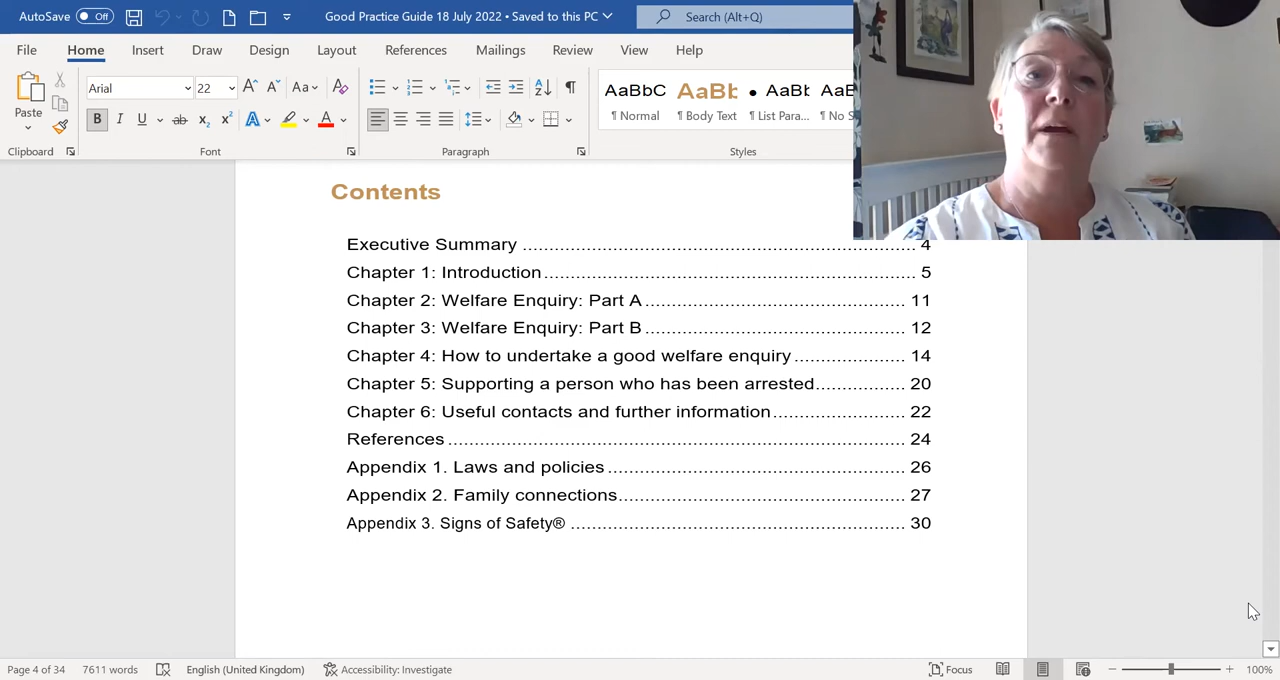 AutoSave Off Good Practice Guide 18 July 2022 • Saved to this PC Search (Alt+Q)
File Home Insert Draw Design Layout References Mailings Review View Help
Arial 22 Aa AaBbC AaBb AaBb AaB
Paste B I U ab x₂ x² A A ¶ Normal ¶ Body Text ¶ List Para... ¶ No S
Clipboard Font Paragraph Styles
Contents
Executive Summary ........ 4
Chapter 1: Introduction ........ 5
Chapter 2: Welfare Enquiry: Part A ........ 11
Chapter 3: Welfare Enquiry: Part B ........ 12
Chapter 4: How to undertake a good welfare enquiry ........ 14
Chapter 5: Supporting a person who has been arrested ........ 20
Chapter 6: Useful contacts and further information ........ 22
References ........ 24
Appendix 1. Laws and policies ........ 26
Appendix 2. Family connections ........ 27
Appendix 3. Signs of Safety® ........ 30
Page 4 of 34 7611 words English (United Kingdom) Accessibility: Investigate Focus 100%